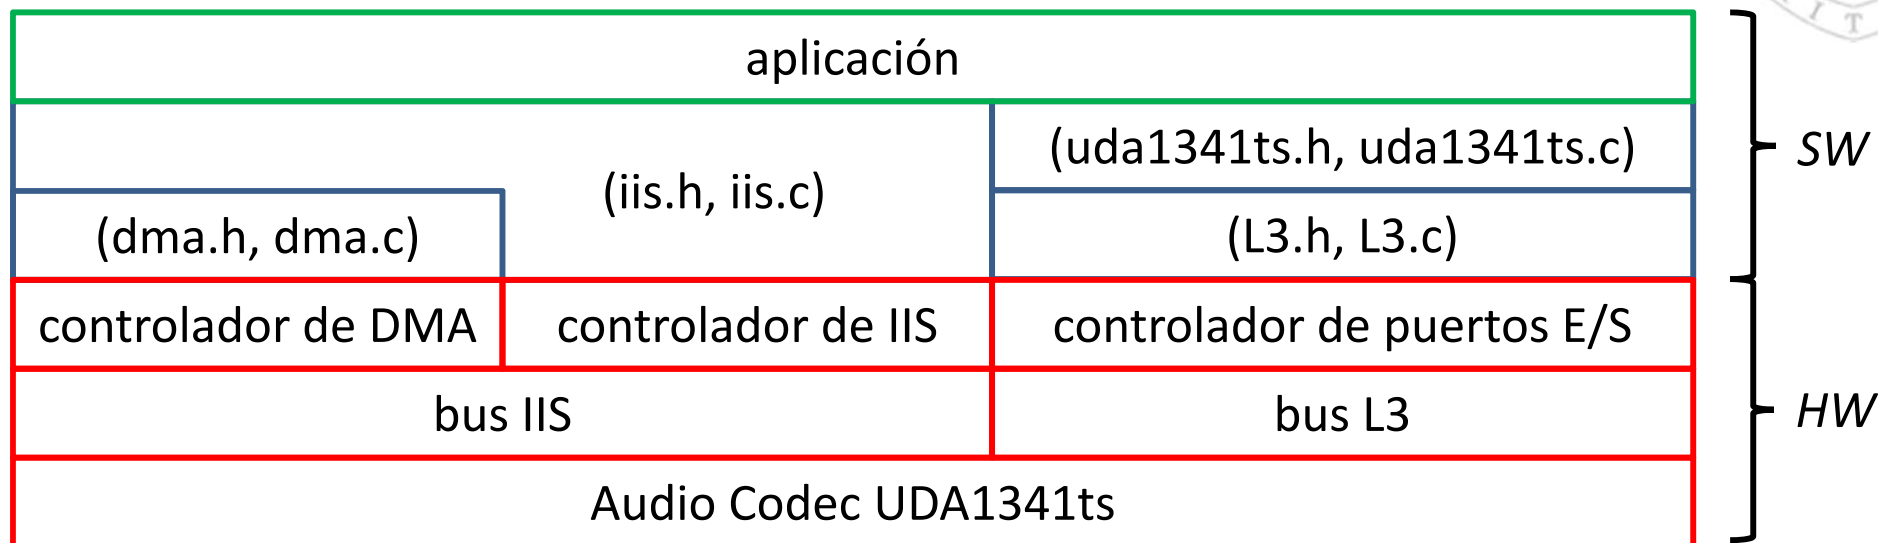 aplicación
(uda1341ts.h, uda1341ts.c)
SW
(iis.h, iis.c)
(dma.h, dma.c)
(L3.h, L3.c)
controlador de DMA
controlador de IIS
controlador de puertos E/S
bus IIS
bus L3
HW
Audio Codec UDA1341ts